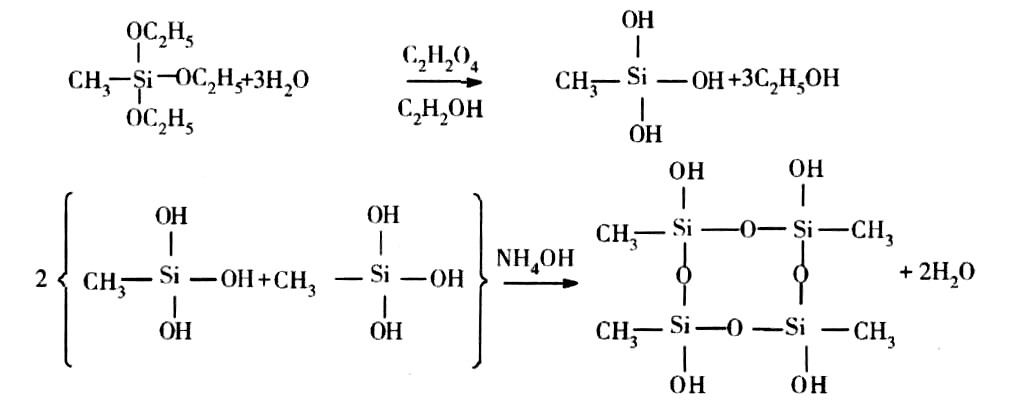 OC₂H₅
CH₃—Si—OC₂H₅+3H₂O
OC₂H₅
C₂H₂O₄
C₂H₂OH
OH
CH₃—Si—OH+3C₂H₅OH
OH
2 { OH OH
CH₃—Si—OH+CH₃ —Si—OH }
OH OH
NH₄OH
OH OH
CH₃—Si—O—Si—CH₃
O O
+ 2H₂O
CH₃—Si—O—Si—CH₃
OH OH